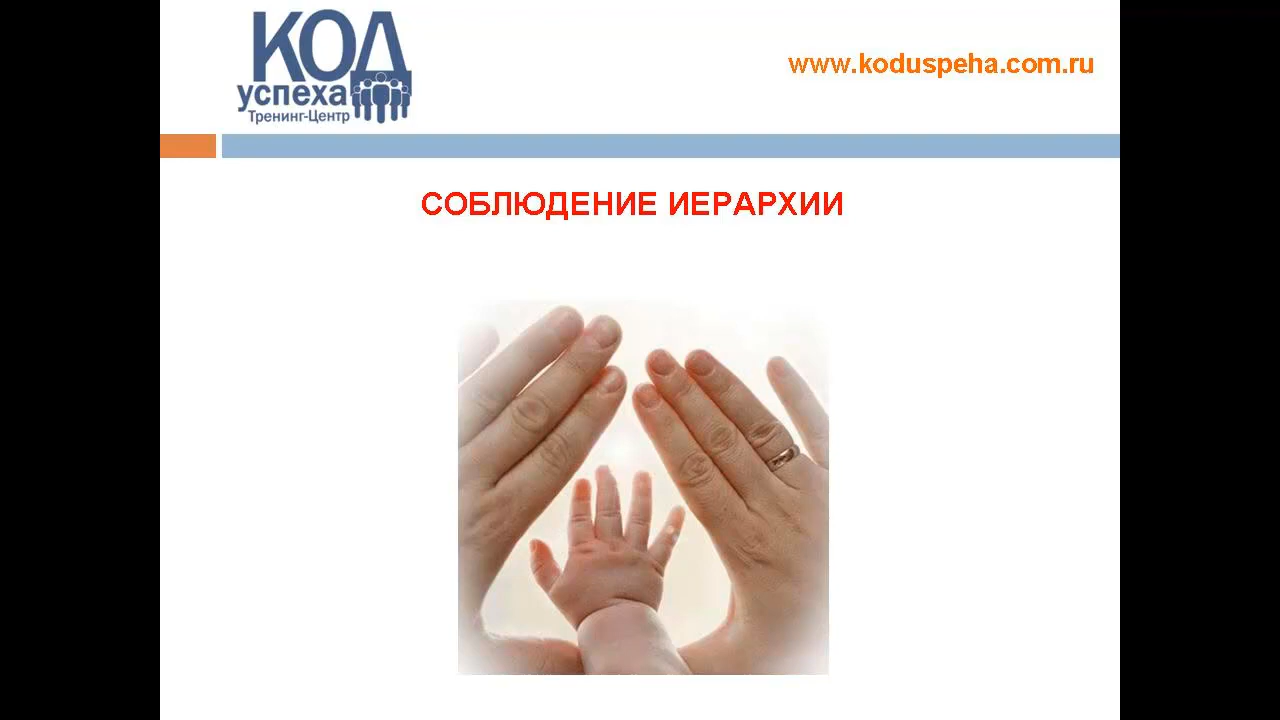 КОД
успеха
Тренинг-Центр
www.koduspeha.com.ru
СОБЛЮДЕНИЕ ИЕРАРХИИ